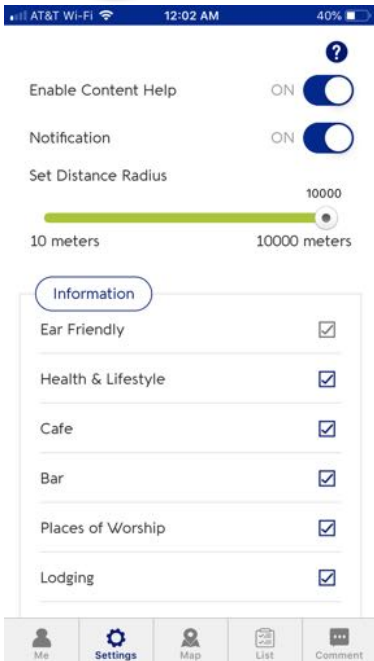 AT&T Wi-Fi 12:02 AM 40%
?
Enable Content Help ON
Notification ON
Set Distance Radius
10000
10 meters 10000 meters
Information
Ear Friendly
Health & Lifestyle
Cafe
Bar
Places of Worship
Lodging
Me Settings Map List Comment